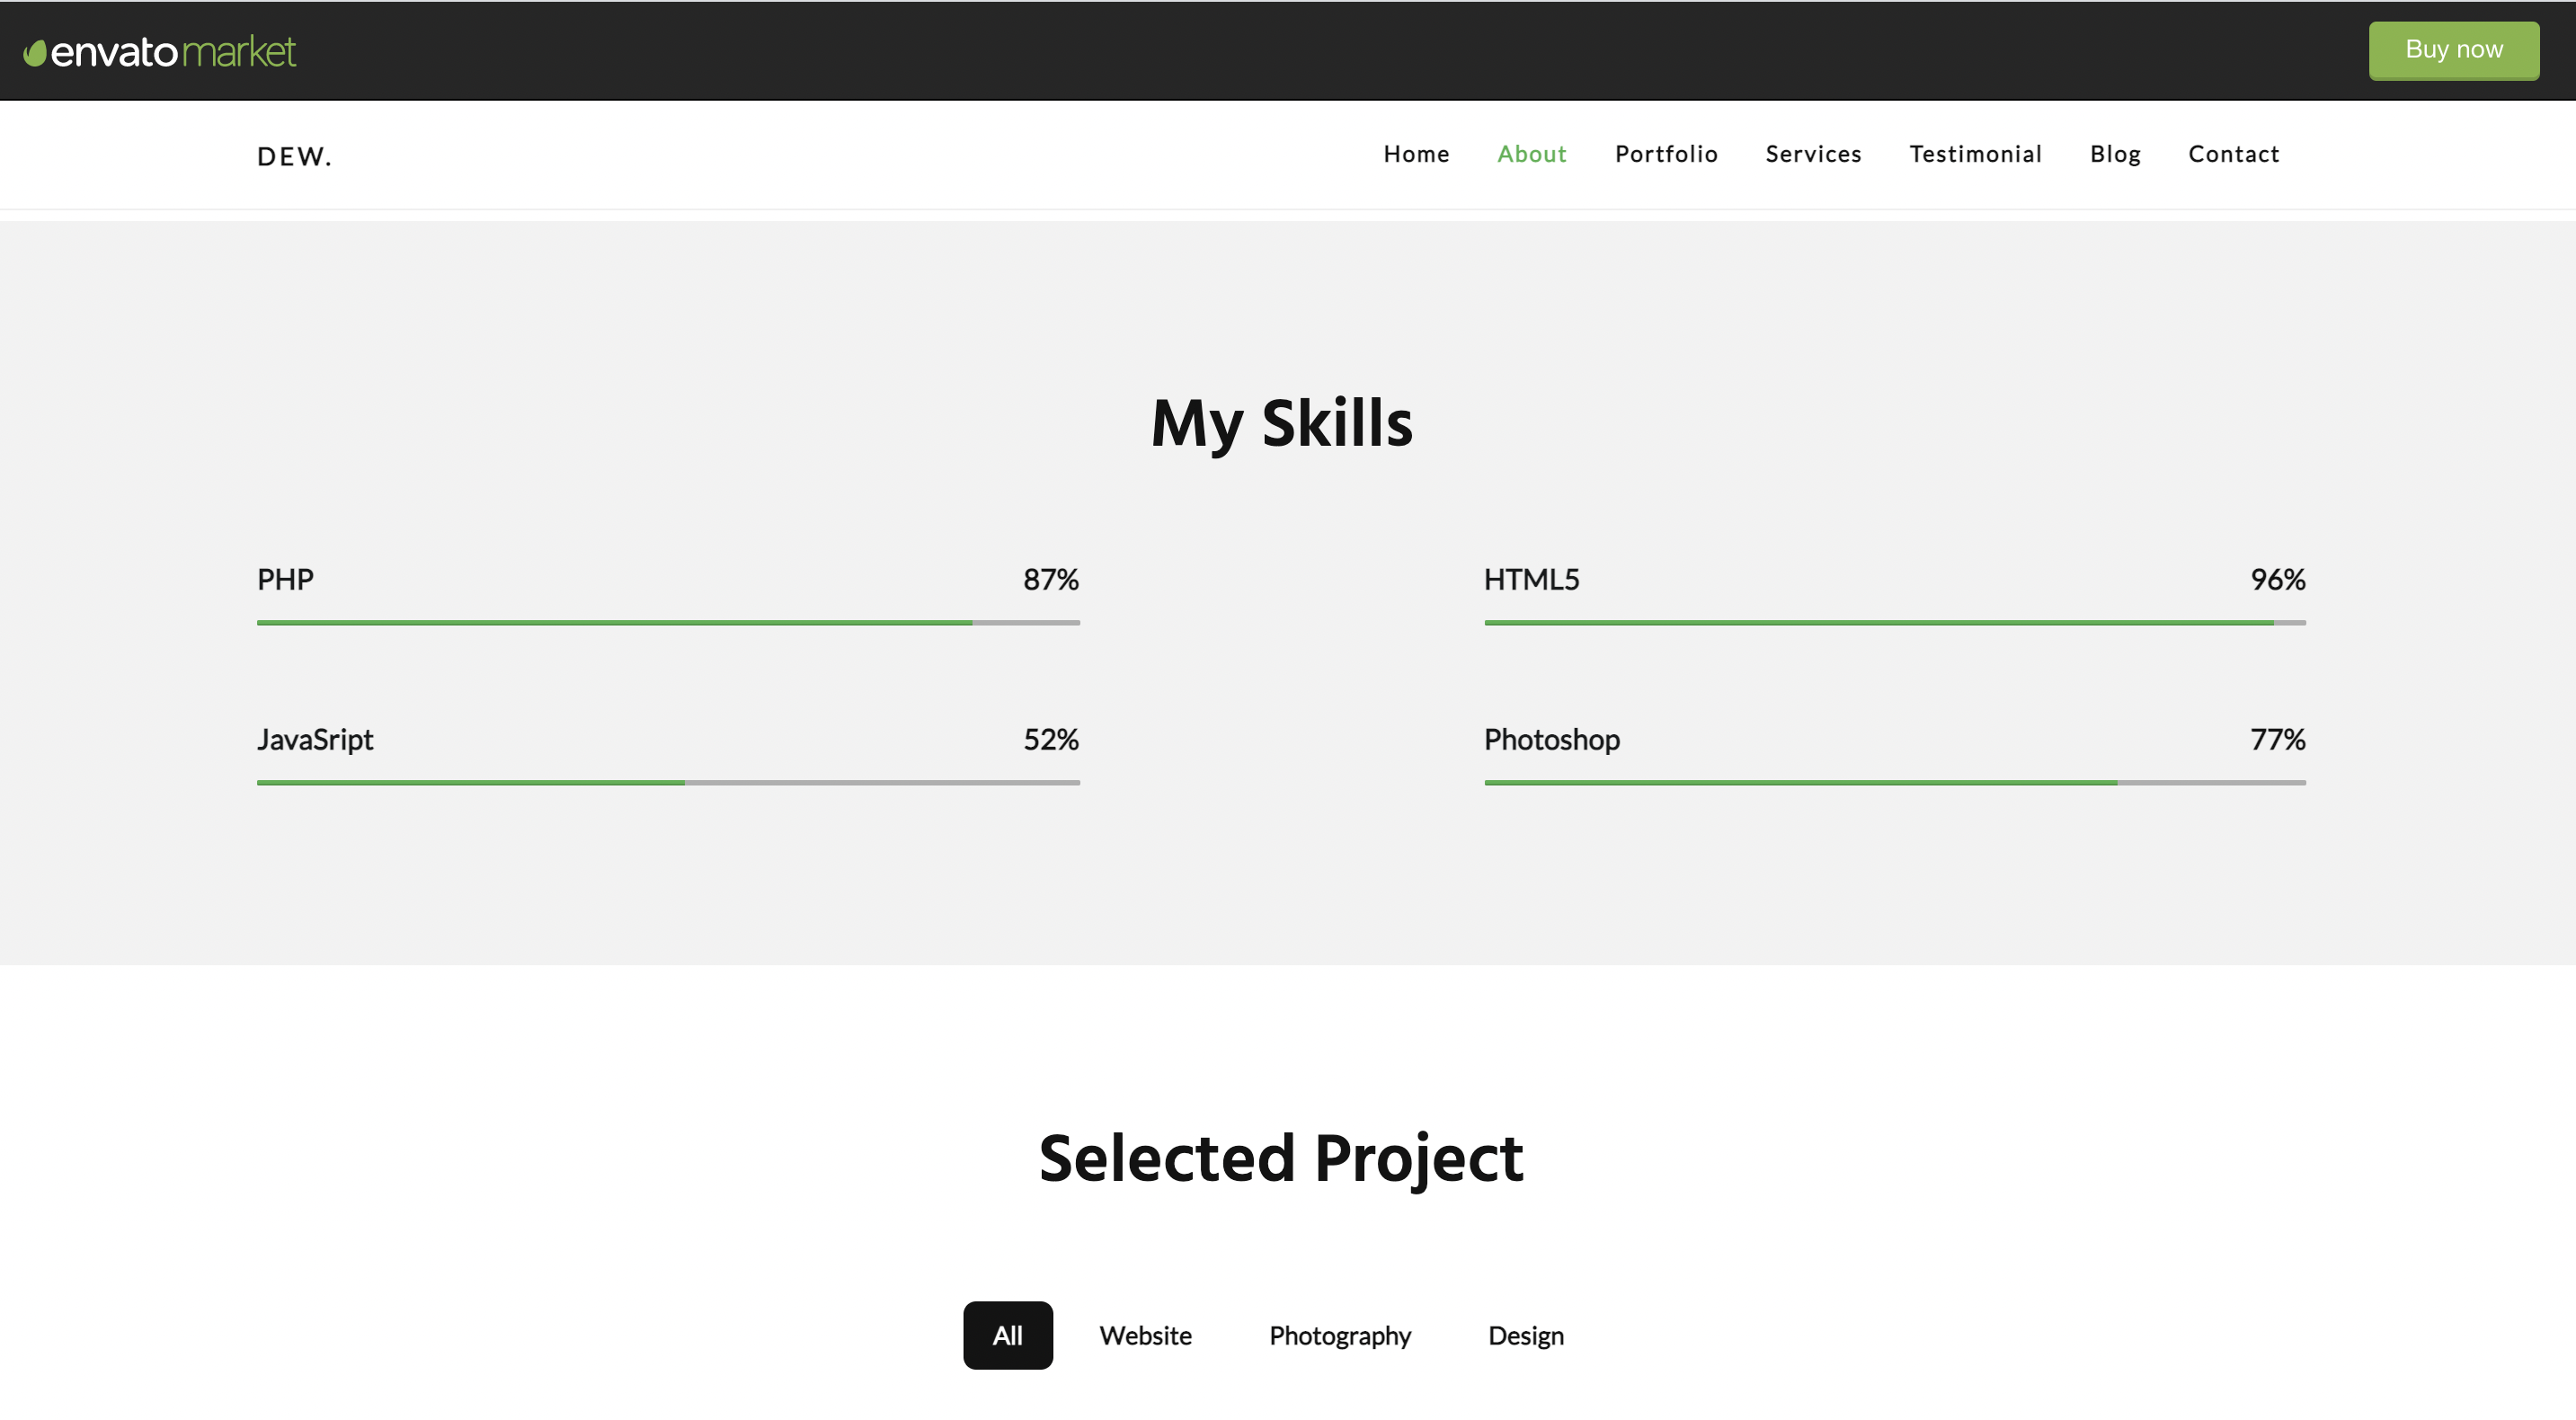 envatomarket Buy now
DEW. Home About Portfolio Services Testimonial Blog Contact
My Skills
PHP 87% HTML5 96%
JavaSript 52% Photoshop 77%
Selected Project
All Website Photography Design